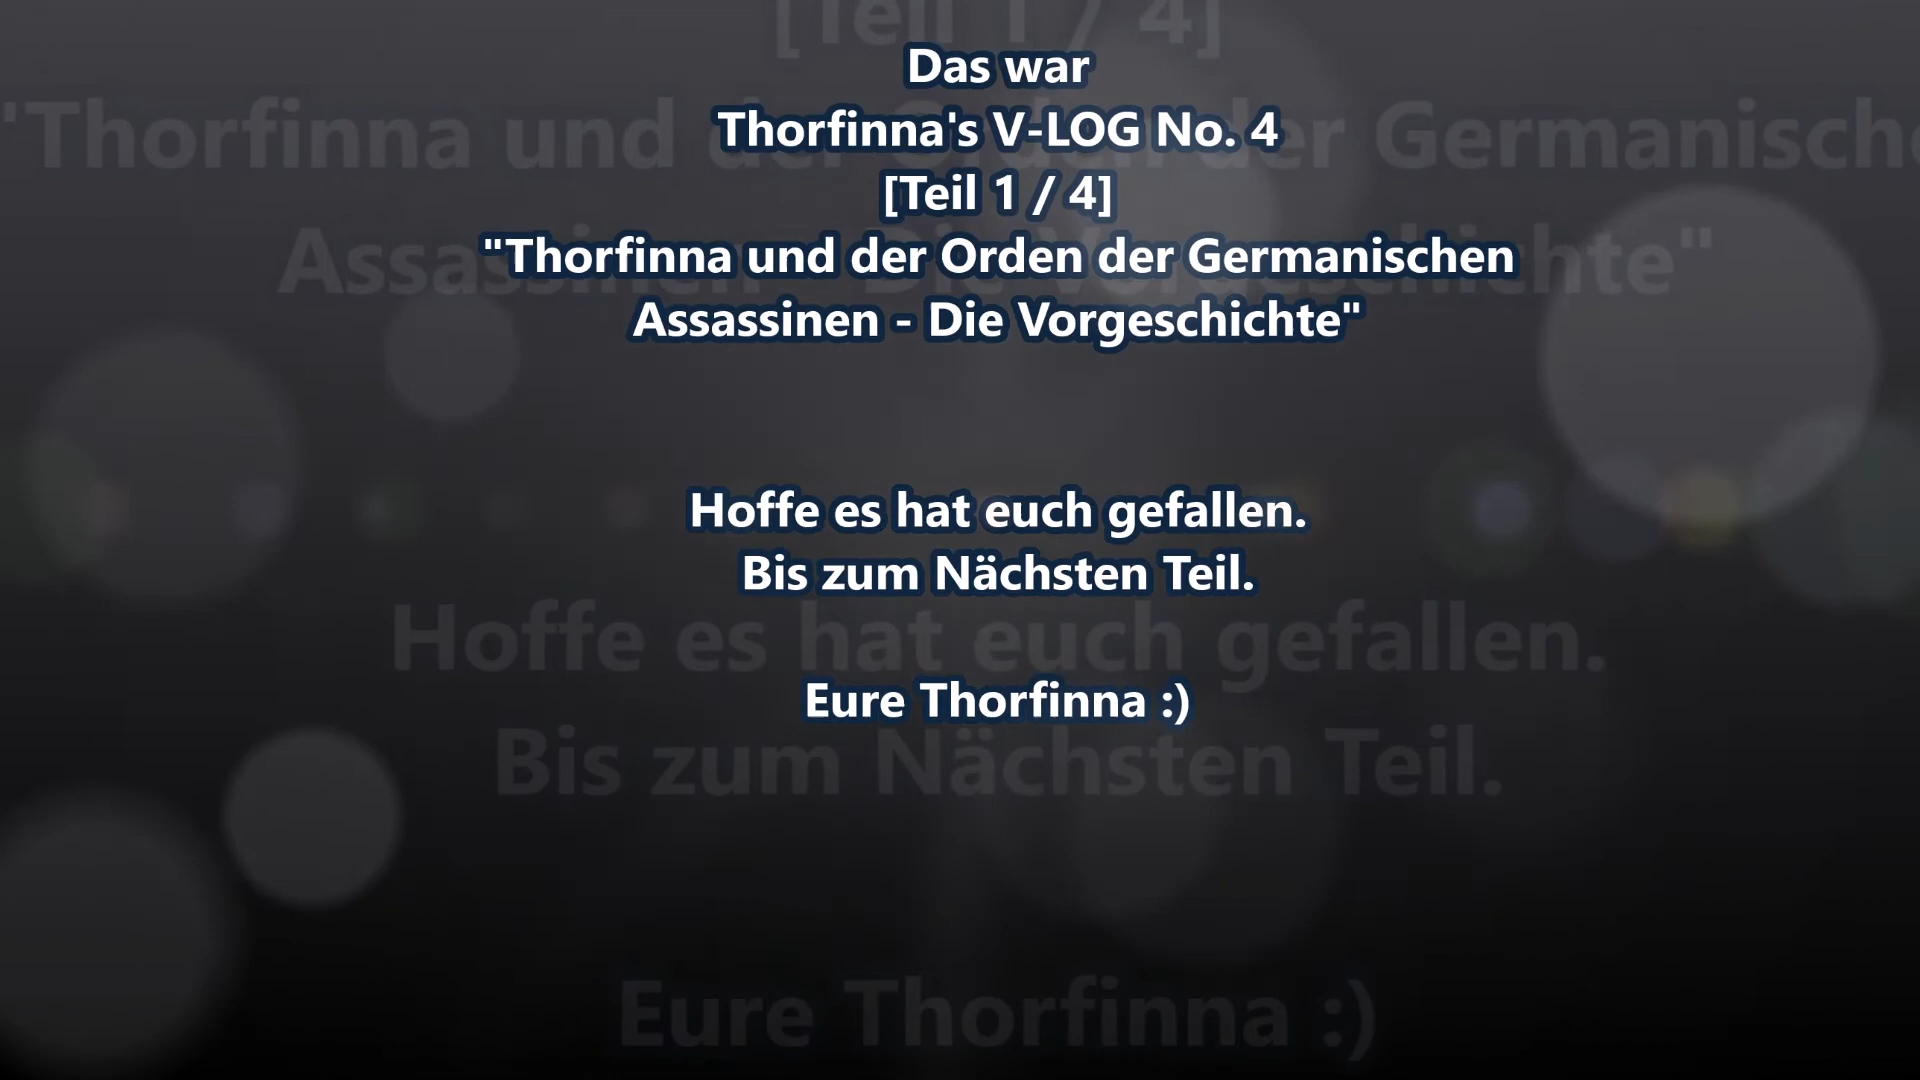 Das war
Thorfinna's V-LOG No. 4
[Teil 1 / 4]
"Thorfinna und der Orden der Germanischen
Assassinen - Die Vorgeschichte"
Hoffe es hat euch gefallen.
Bis zum Nächsten Teil.
Eure Thorfinna :)